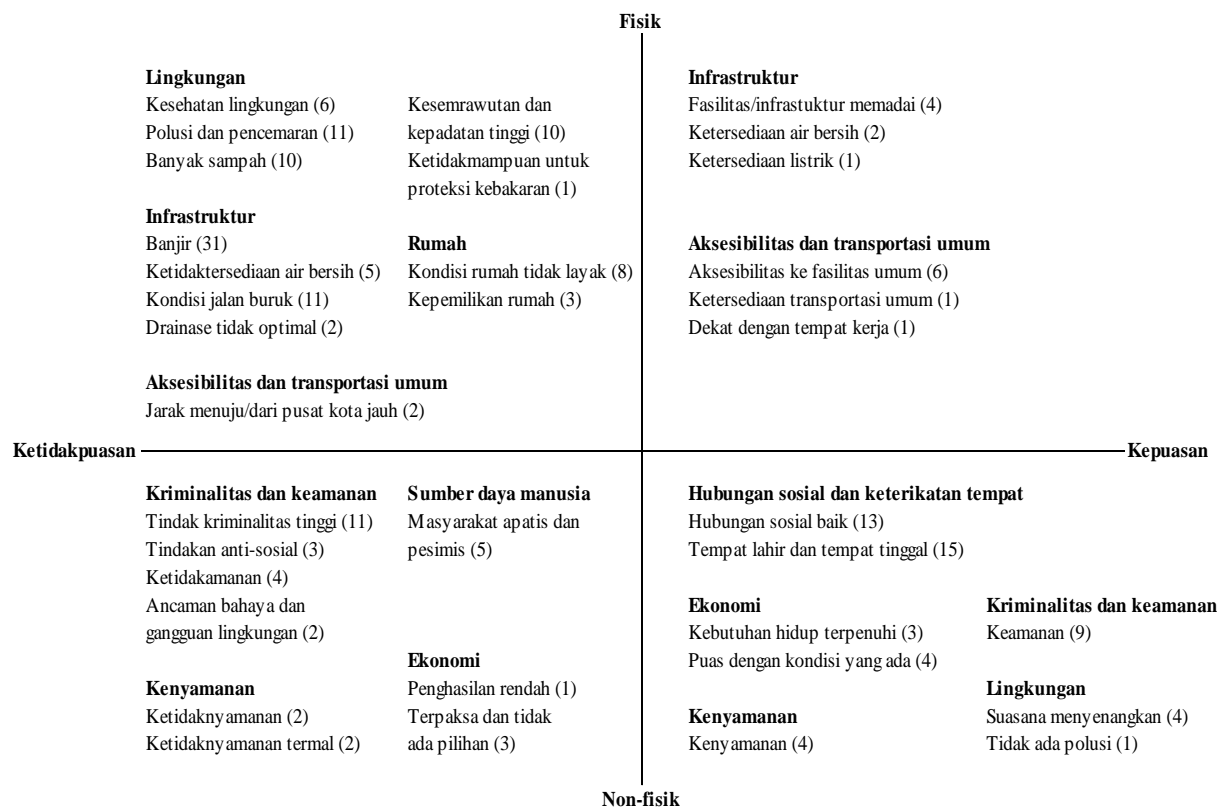 Fisik
Lingkungan
Kesehatan lingkungan (6)
Polusi dan pencemaran (11)
Banyak sampah (10)
Kesemrawutan dan
kepadatan tinggi (10)
Ketidakmampuan untuk
proteksi kebakaran (1)
Infrastruktur
Banjir (31)
Ketidaktersediaan air bersih (5)
Kondisi jalan buruk (11)
Drainase tidak optimal (2)
Rumah
Kondisi rumah tidak layak (8)
Kepemilikan rumah (3)
Aksesibilitas dan transportasi umum
Jarak menuju/dari pusat kota jauh (2)
Infrastruktur
Fasilitas/infrastuktur memadai (4)
Ketersediaan air bersih (2)
Ketersediaan listrik (1)
Aksesibilitas dan transportasi umum
Aksesibilitas ke fasilitas umum (6)
Ketersediaan transportasi umum (1)
Dekat dengan tempat kerja (1)
Ketidakpuasan
Kepuasan
Kriminalitas dan keamanan
Tindak kriminalitas tinggi (11)
Tindakan anti-sosial (3)
Ketidakamanan (4)
Ancaman bahaya dan
gangguan lingkungan (2)
Sumber daya manusia
Masyarakat apatis dan
pesimis (5)
Kenyamanan
Ketidaknyamanan (2)
Ketidaknyamanan termal (2)
Ekonomi
Penghasilan rendah (1)
Terpaksa dan tidak
ada pilihan (3)
Hubungan sosial dan keterikatan tempat
Hubungan sosial baik (13)
Tempat lahir dan tempat tinggal (15)
Ekonomi
Kebutuhan hidup terpenuhi (3)
Puas dengan kondisi yang ada (4)
Kriminalitas dan keamanan
Keamanan (9)
Kenyamanan
Kenyamanan (4)
Lingkungan
Suasana menyenangkan (4)
Tidak ada polusi (1)
Non-fisik